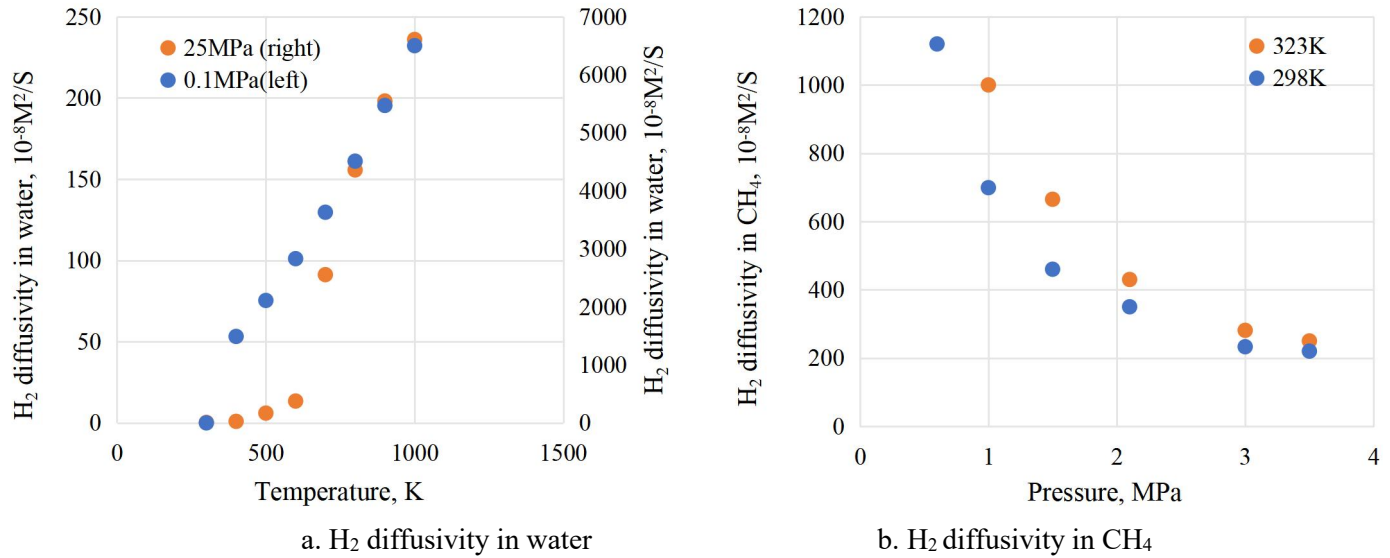 H₂ diffusivity in water, 10⁻⁸M²/S
250
200
150
100
50
0
25MPa (right)
0.1MPa(left)
7000
6000
5000
4000
3000
2000
1000
0
H₂ diffusivity in water, 10⁻⁸M²/S
0
500
1000
1500
Temperature, K
a. H₂ diffusivity in water
H₂ diffusivity in CH₄, 10⁻⁸M²/S
1200
1000
800
600
400
200
0
323K
298K
0
1
2
3
4
Pressure, MPa
b. H₂ diffusivity in CH₄